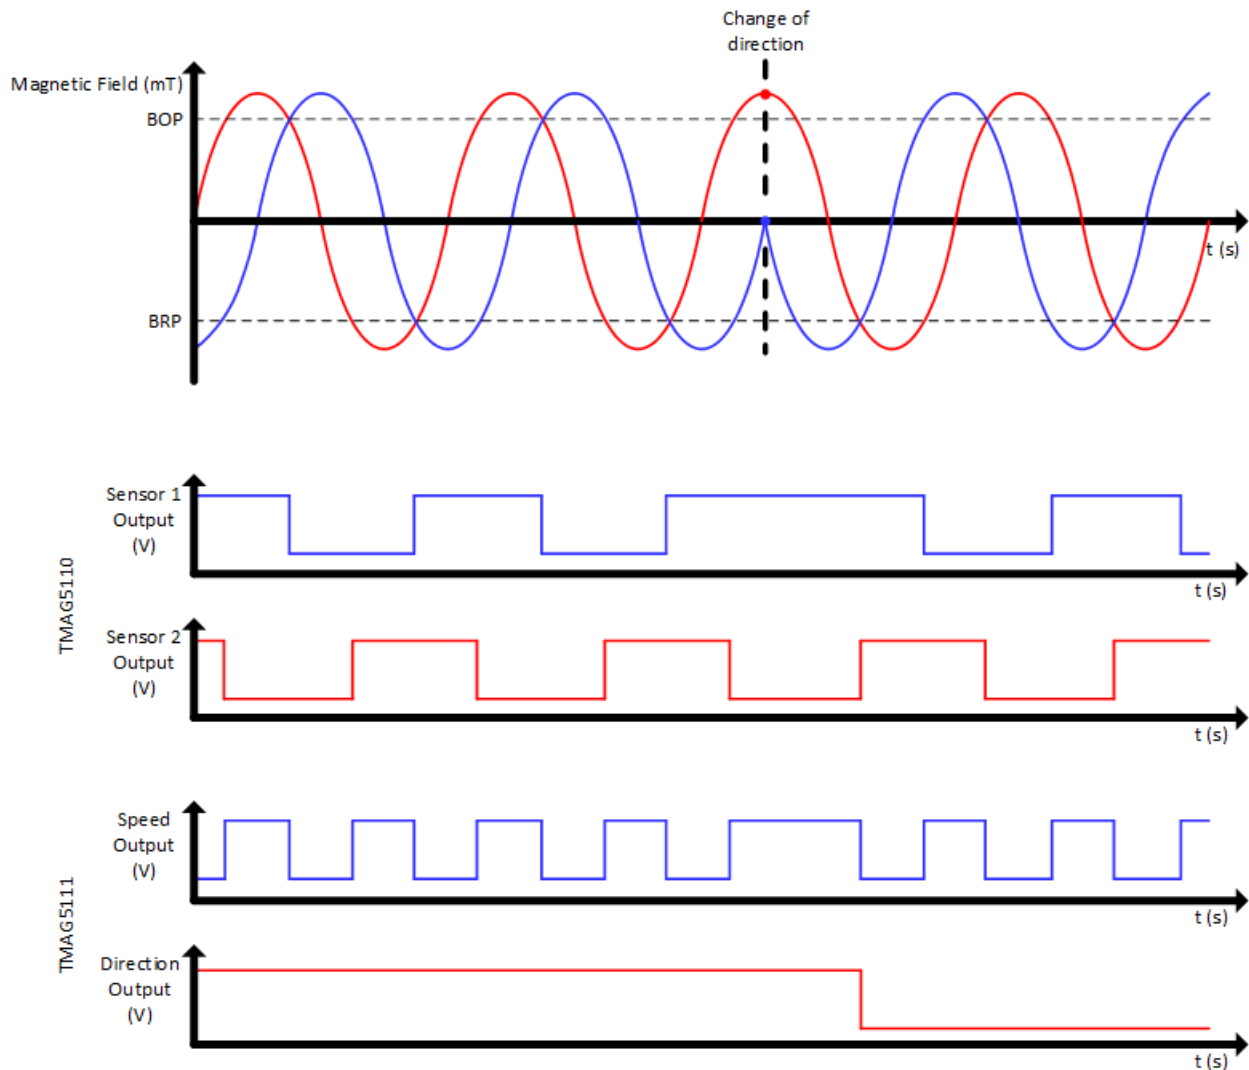 Change of
direction
Magnetic Field (mT)
BOP
t (s)
BRP
TMAG5110
Sensor 1
Output
(V)
t (s)
Sensor 2
Output
(V)
t (s)
TMAG5111
Speed
Output
(V)
t (s)
Direction
Output
(V)
t (s)